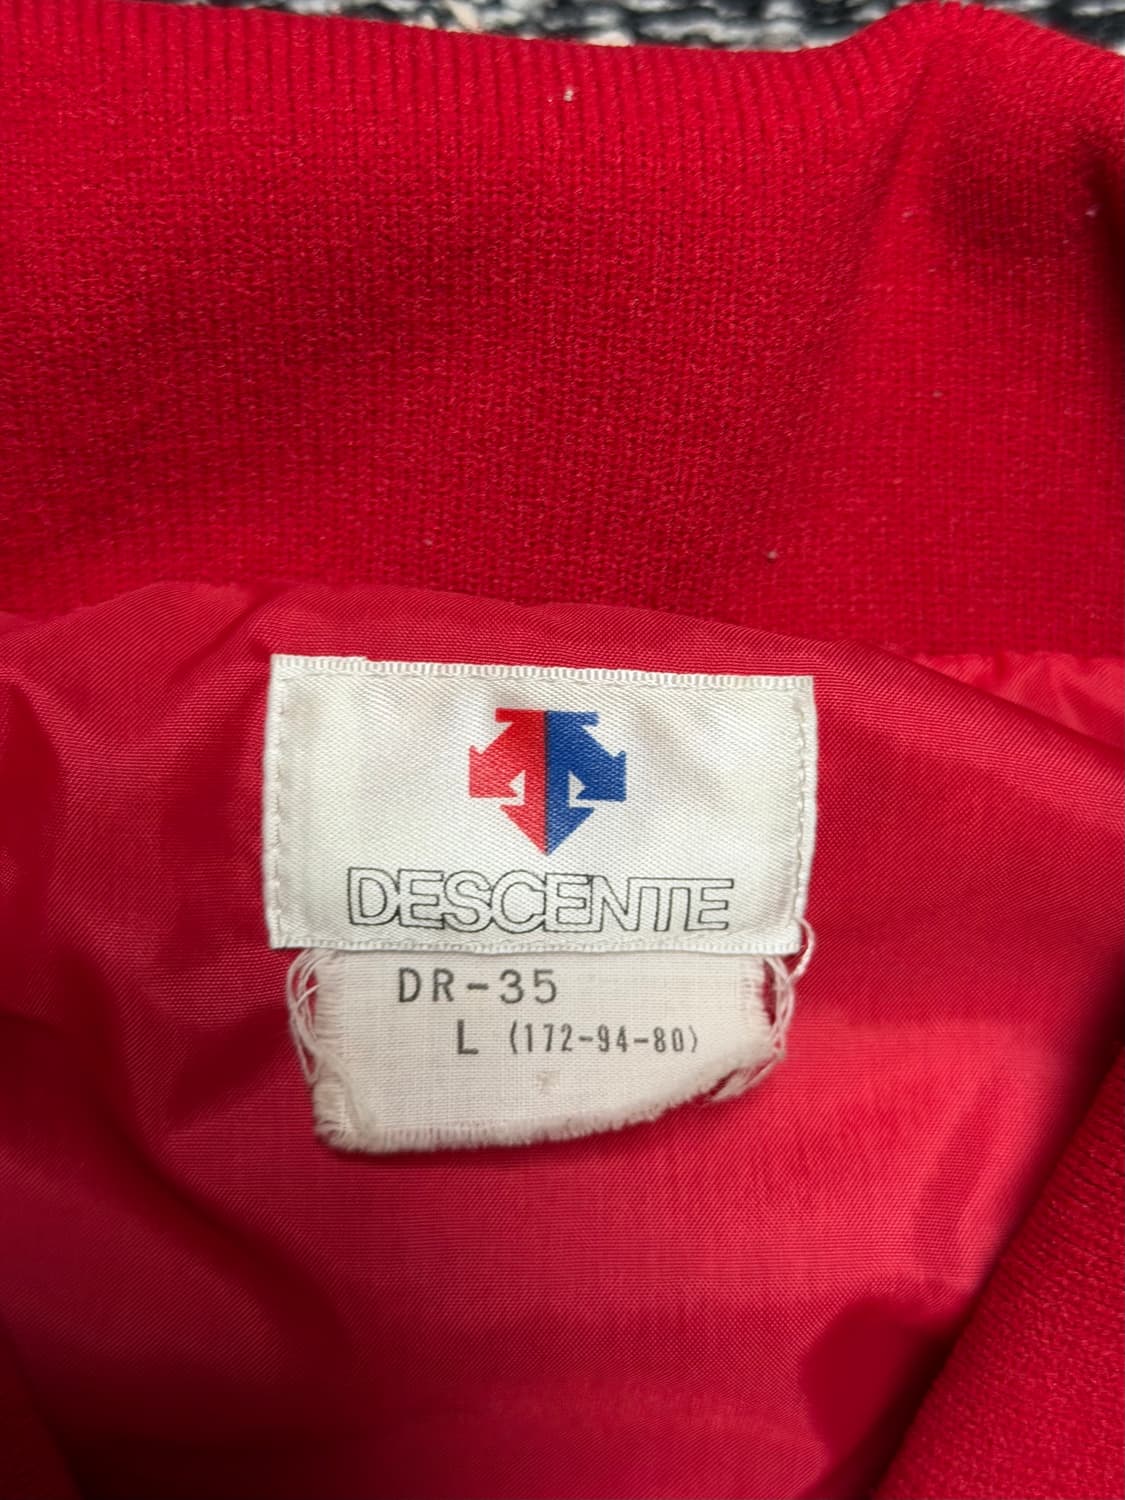 DESCENTE
DR-35
L (172-94-80)